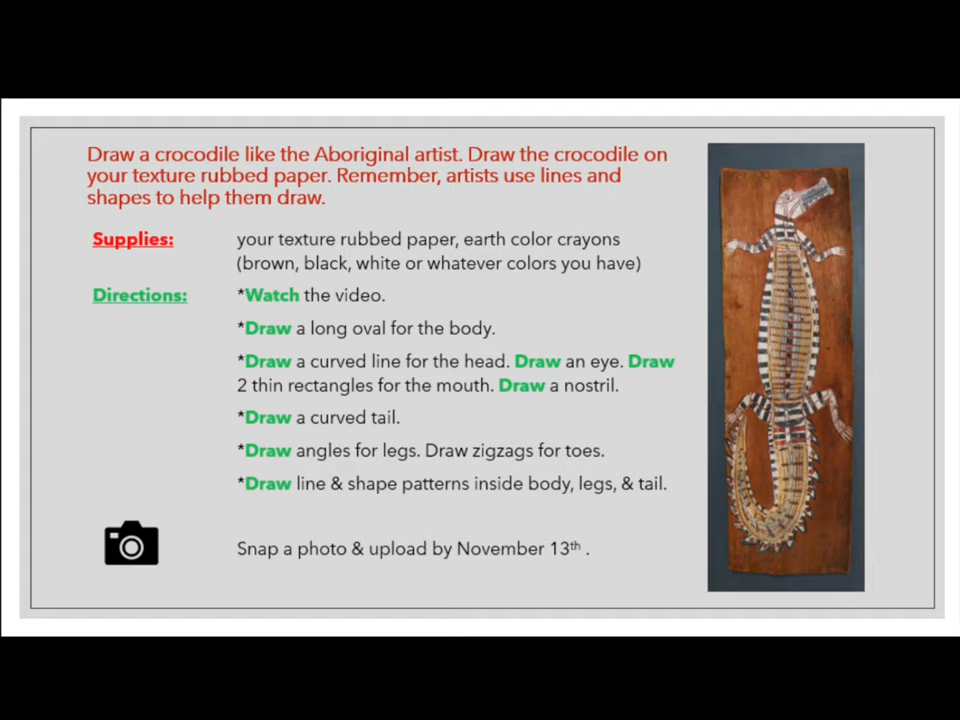 Draw a crocodile like the Aboriginal artist. Draw the crocodile on
your texture rubbed paper. Remember, artists use lines and
shapes to help them draw.
Supplies: your texture rubbed paper, earth color crayons
(brown, black, white or whatever colors you have)
Directions: *Watch the video.
*Draw a long oval for the body.
*Draw a curved line for the head. Draw an eye. Draw
2 thin rectangles for the mouth. Draw a nostril.
*Draw a curved tail.
*Draw angles for legs. Draw zigzags for toes.
*Draw line & shape patterns inside body, legs, & tail.
Snap a photo & upload by November 13th .